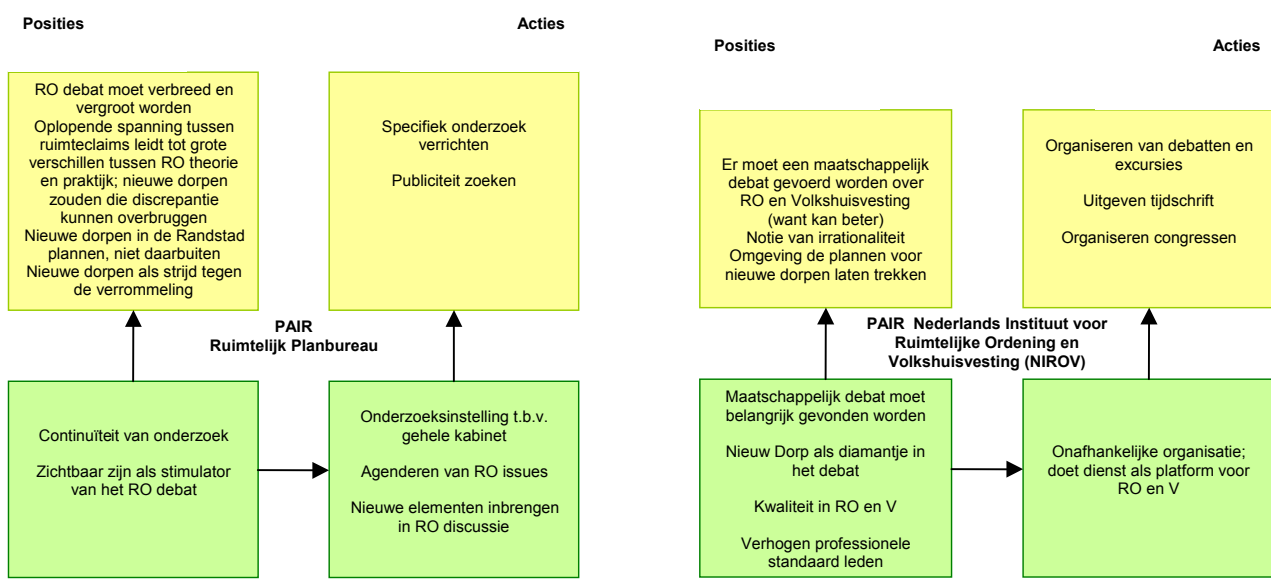 Posities
Acties
RO debat moet verbreed en
vergroot worden
Oplopende spanning tussen
ruimteclaims leidt tot grote
verschillen tussen RO theorie
en praktijk; nieuwe dorpen
zouden die discrepantie
kunnen overbruggen
Nieuwe dorpen in de Randstad
plannen, niet daarbuiten
Nieuwe dorpen als strijd tegen
de verrommeling
Specifiek onderzoek
verrichten
Publiciteit zoeken
PAIR
Ruimtelijk Planbureau
Continuïteit van onderzoek
Zichtbaar zijn als stimulator
van het RO debat
Onderzoeksinstelling t.b.v.
gehele kabinet
Agenderen van RO issues
Nieuwe elementen inbrengen
in RO discussie
Posities
Acties
Er moet een maatschappelijk
debat gevoerd worden over
RO en Volkshuisvesting
(want kan beter)
Notie van irrationaliteit
Omgeving de plannen voor
nieuwe dorpen laten trekken
Organiseren van debatten en
excursies
Uitgeven tijdschrift
Organiseren congressen
PAIR Nederlands Instituut voor
Ruimtelijke Ordening en
Volkshuisvesting (NIROV)
Maatschappelijk debat moet
belangrijk gevonden worden
Nieuw Dorp als diamantje in
het debat
Kwaliteit in RO en V
Verhogen professionele
standaard leden
Onafhankelijke organisatie;
doet dienst als platform voor
RO en V